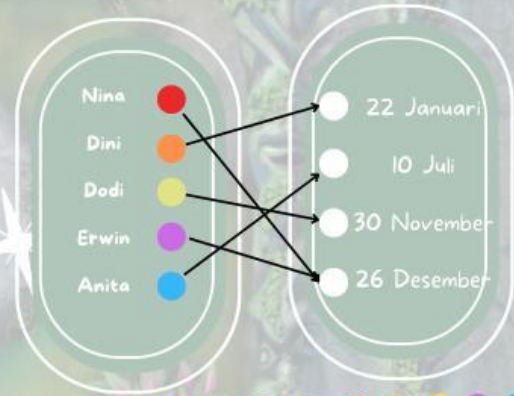 Nina
Dini
Dodi
Erwin
Anita
22 Januari
10 Juli
30 November
26 Desember